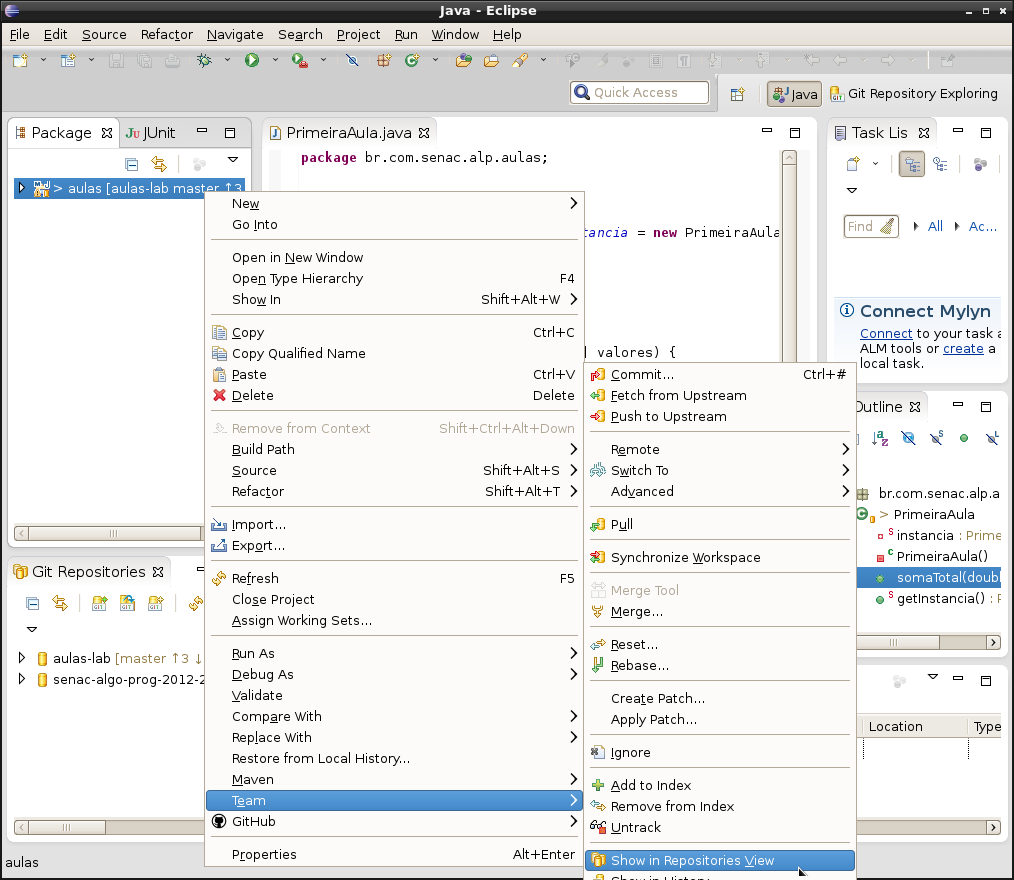 Java - Eclipse
File Edit Source Refactor Navigate Search Project Run Window Help
Quick Access
Java
Git Repository Exploring
Package
JUnit
> aulas [aulas-lab master ↑3
PrimeiraAula.java
package br.com.senac.alp.aulas;
tancia = new PrimeiraAula
valores) {
New
Go Into
Open in New Window
Open Type Hierarchy F4
Show In Shift+Alt+W
Copy Ctrl+C
Copy Qualified Name
Paste Ctrl+V
Delete Delete
Remove from Context Shift+Ctrl+Alt+Down
Build Path
Source Shift+Alt+S
Refactor Shift+Alt+T
Import...
Export...
Refresh F5
Close Project
Assign Working Sets...
Run As
Debug As
Validate
Compare With
Replace With
Restore from Local History...
Maven
Team
GitHub
Properties Alt+Enter
Commit... Ctrl+#
Fetch from Upstream
Push to Upstream
Remote
Switch To
Advanced
Pull
Synchronize Workspace
Merge Tool
Merge...
Reset...
Rebase...
Create Patch...
Apply Patch...
Ignore
Add to Index
Remove from Index
Untrack
Show in Repositories View
Show in History
Task Lis
Find
All
Ac...
Connect Mylyn
Connect to your task a
ALM tools or create a
local task.
Outline
br.com.senac.alp.a
> PrimeiraAula
instancia : Prime
PrimeiraAula()
somaTotal(doubl
getInstancia() : P
Location Type
Git Repositories
aulas-lab [master ↑3 ↓
senac-algo-prog-2012-2
aulas